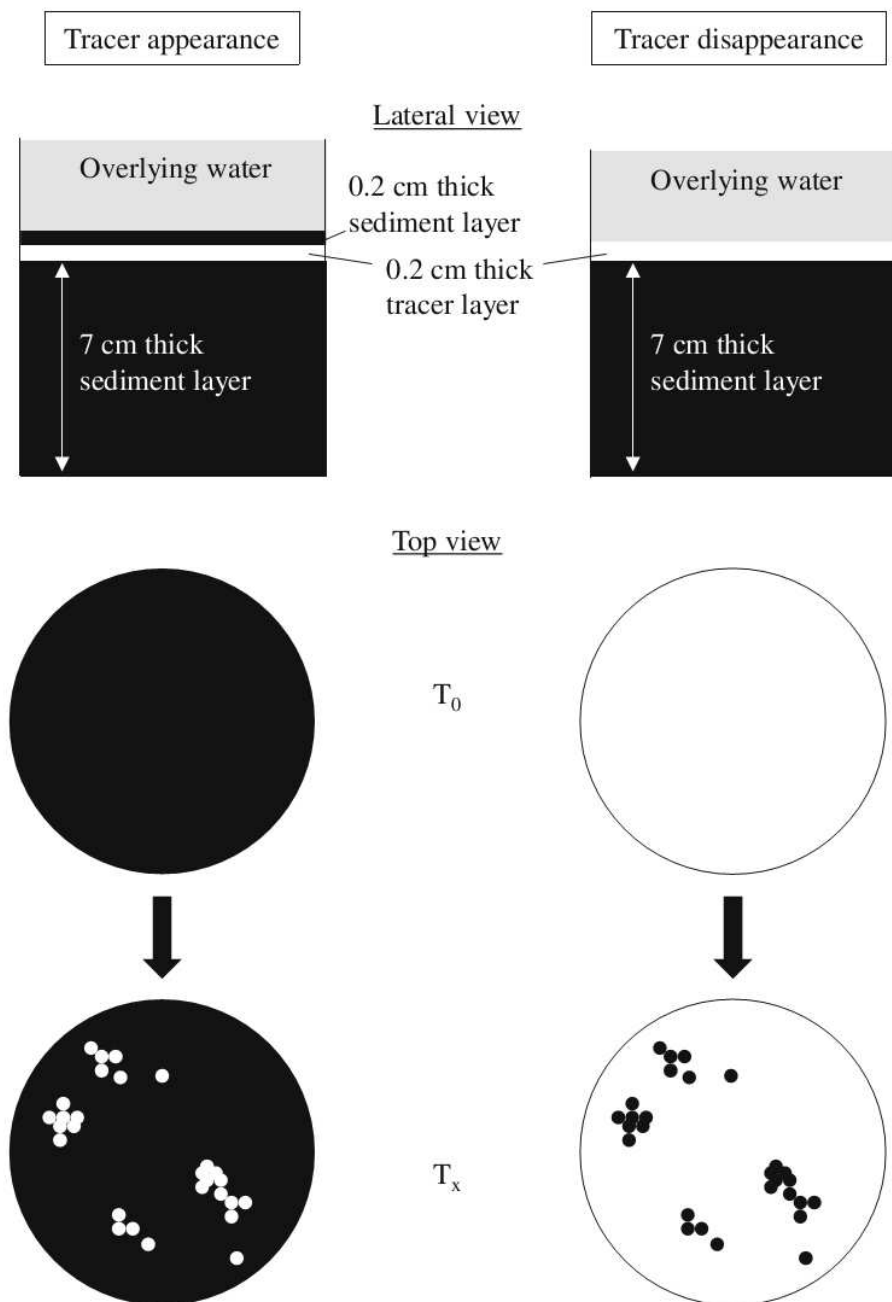 Tracer appearance
Tracer disappearance
Lateral view
Overlying water
0.2 cm thick
sediment layer
Overlying water
0.2 cm thick
tracer layer
7 cm thick
sediment layer
7 cm thick
sediment layer
Top view
T₀
Tₓ